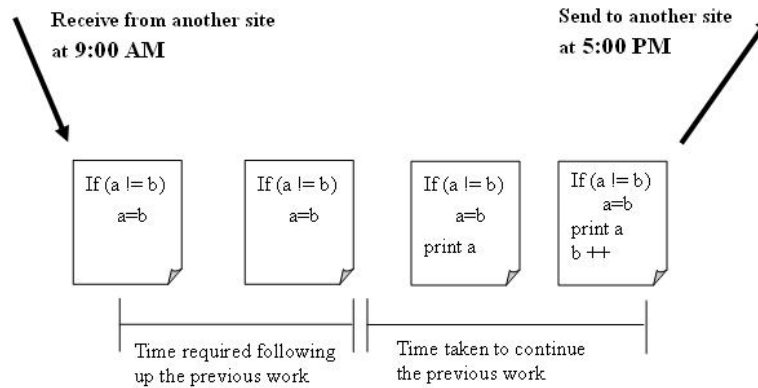 Receive from another site
at 9:00 AM
Send to another site
at 5:00 PM
If (a != b)
a=b
If (a != b)
a=b
If (a != b)
a=b
print a
If (a != b)
a=b
print a
b ++
Time required following
up the previous work
Time taken to continue
the previous work